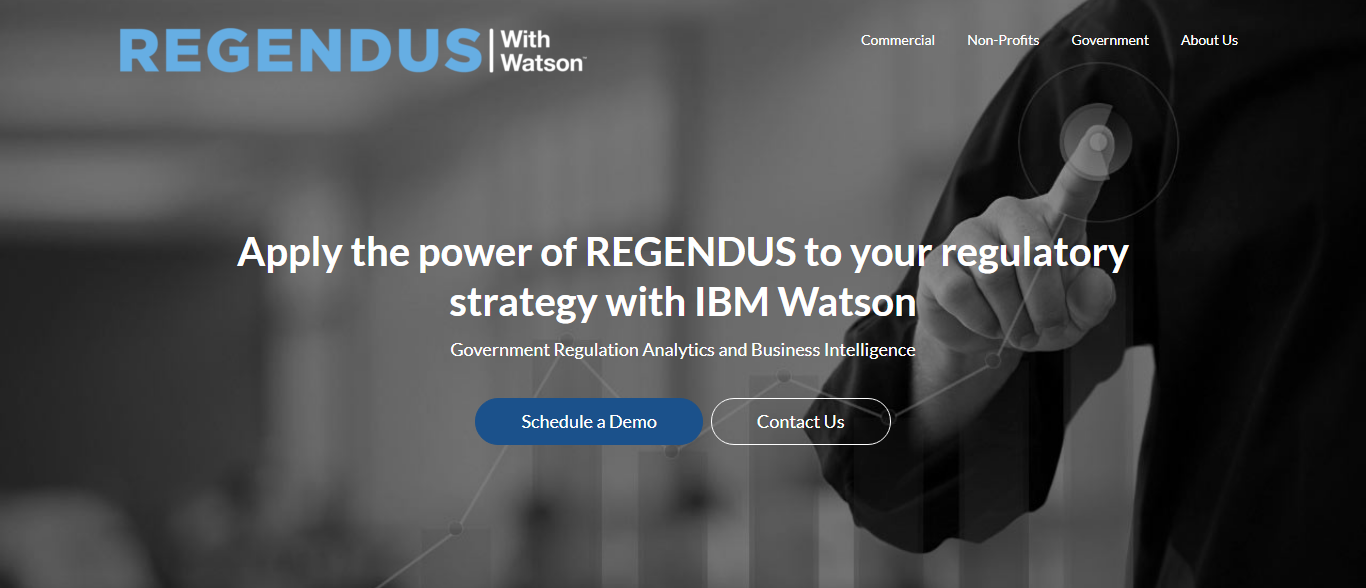 REGENDUS
With
Watson™
Commercial
Non-Profits
Government
About Us
Apply the power of REGENDUS to your regulatory
strategy with IBM Watson
Government Regulation Analytics and Business Intelligence
Schedule a Demo
Contact Us